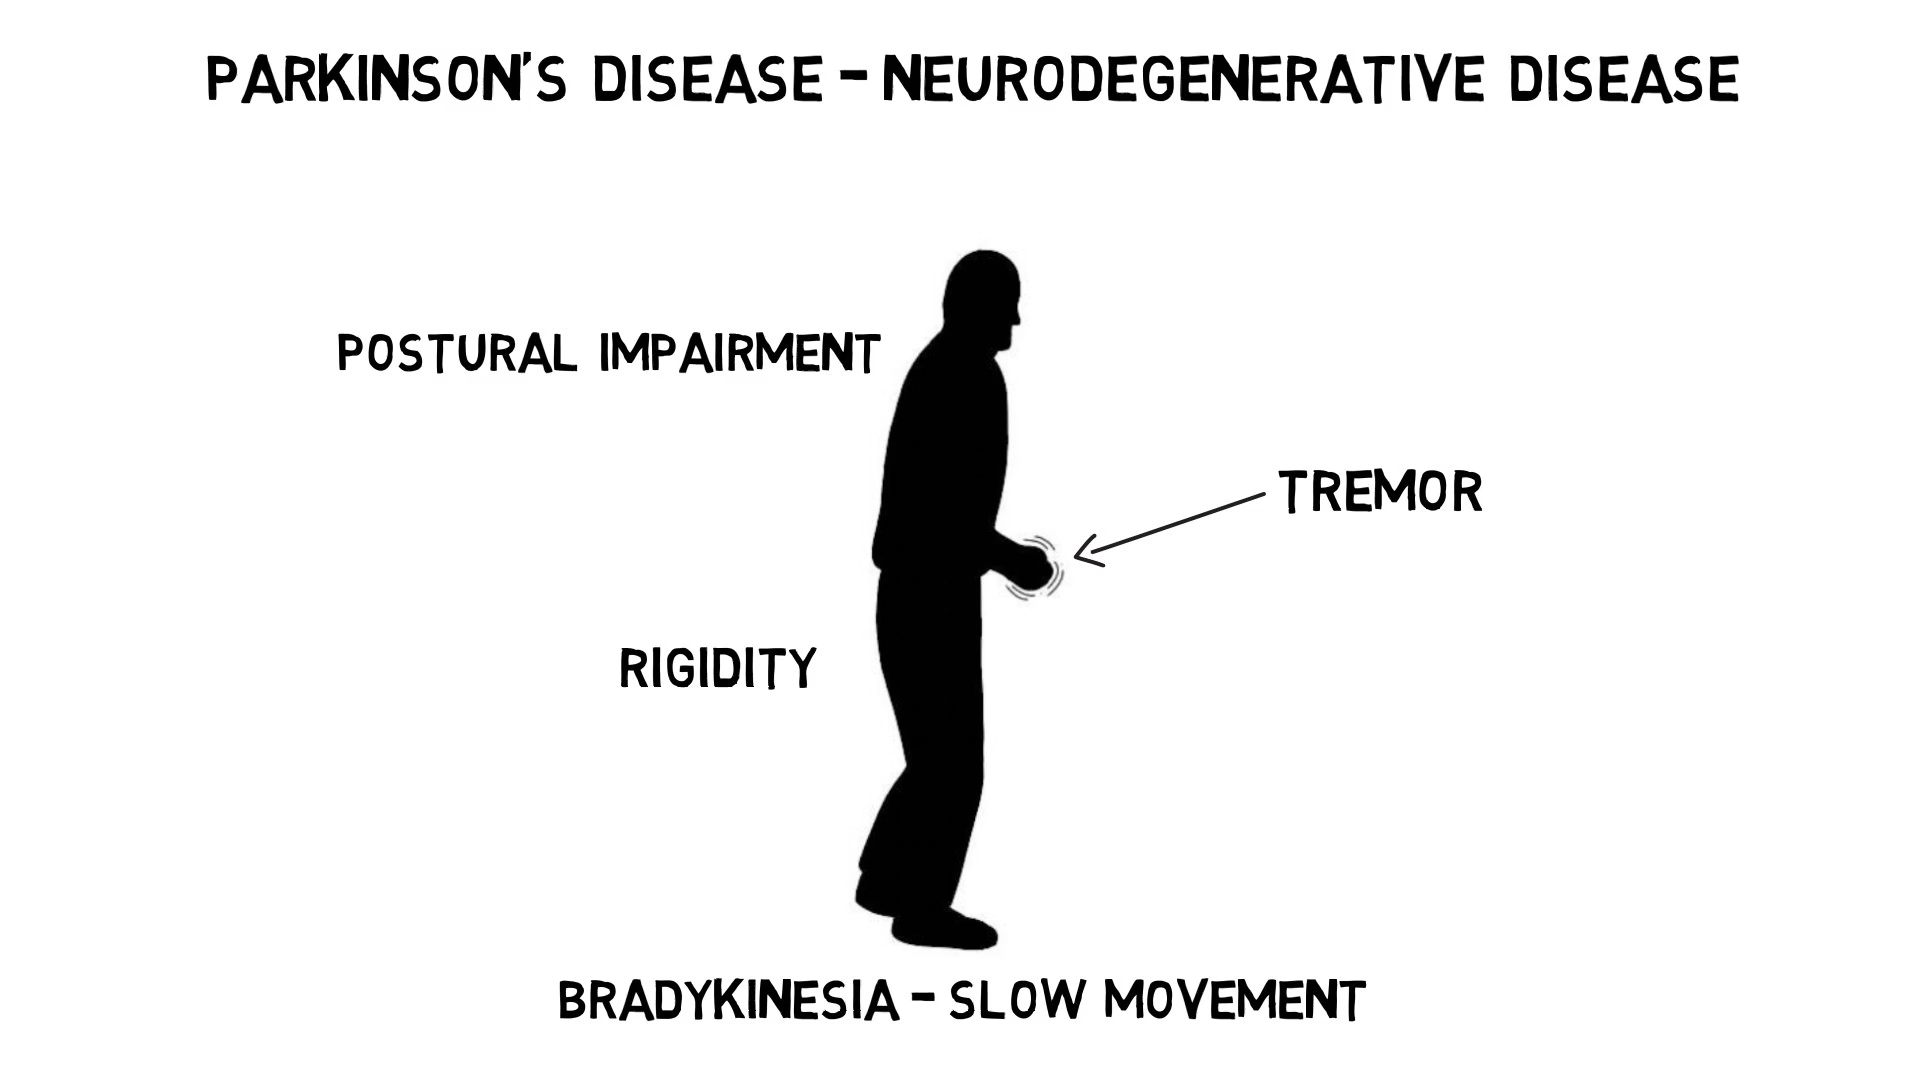 PARKINSON'S DISEASE - NEURODEGENERATIVE DISEASE
POSTURAL IMPAIRMENT
TREMOR
RIGIDITY
BRADYKINESIA - SLOW MOVEMENT